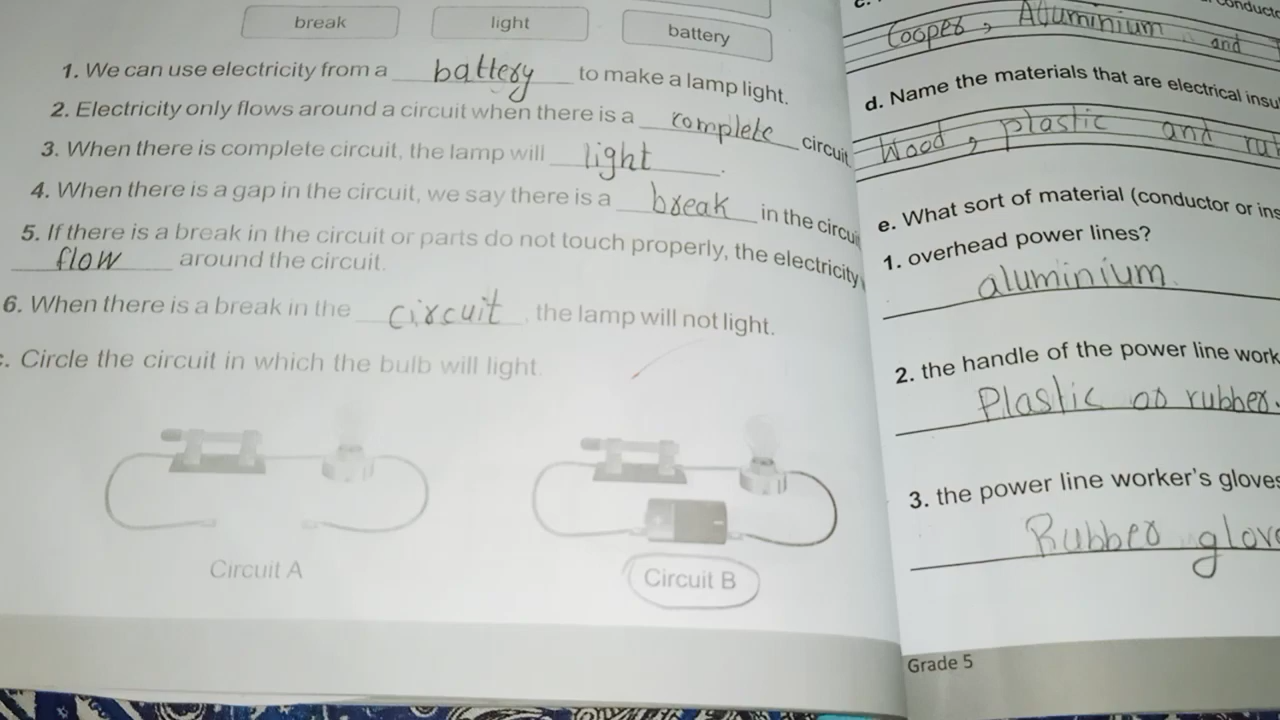 break
light
battery
1. We can use electricity from a battery to make a lamp light.
2. Electricity only flows around a circuit when there is a complete circuit
3. When there is complete circuit, the lamp will light.
4. When there is a gap in the circuit, we say there is a break in the
5. If there is a break in the circuit or parts do not touch properly, the electricity
flow around the circuit.
6. When there is a break in the circuit, the lamp will not light.
. Circle the circuit in which the bulb will light.
Circuit A
Circuit B
c.
Cooper, Aluminium and
d. Name the materials that are electrical
Wood, plastic and
e. What sort of material (conductor or
1. overhead power lines?
aluminium
2. the handle of the power line
Plastic or rubber.
3. the power line worker's gloves
Rubber
Grade 5